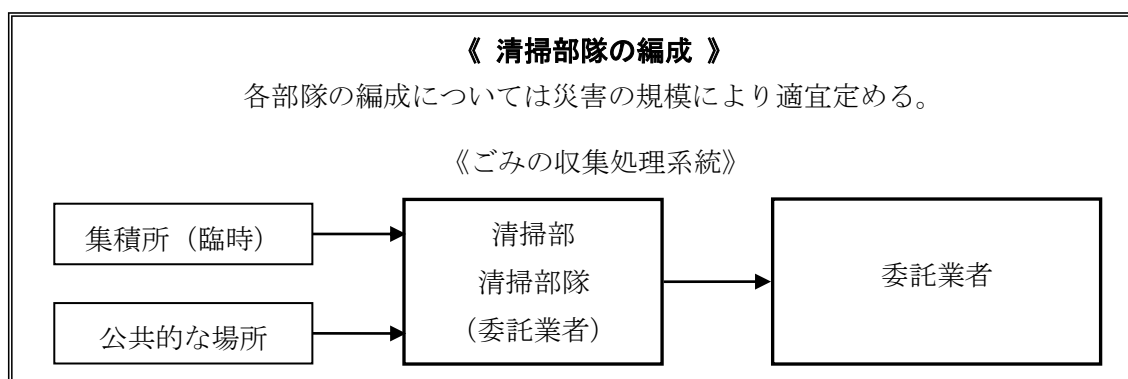 《 清掃部隊の編成 》
各部隊の編成については災害の規模により適宜定める。
《ごみの収集処理系統》
集積所（臨時）
公共的な場所
清掃部
清掃部隊
（委託業者）
委託業者